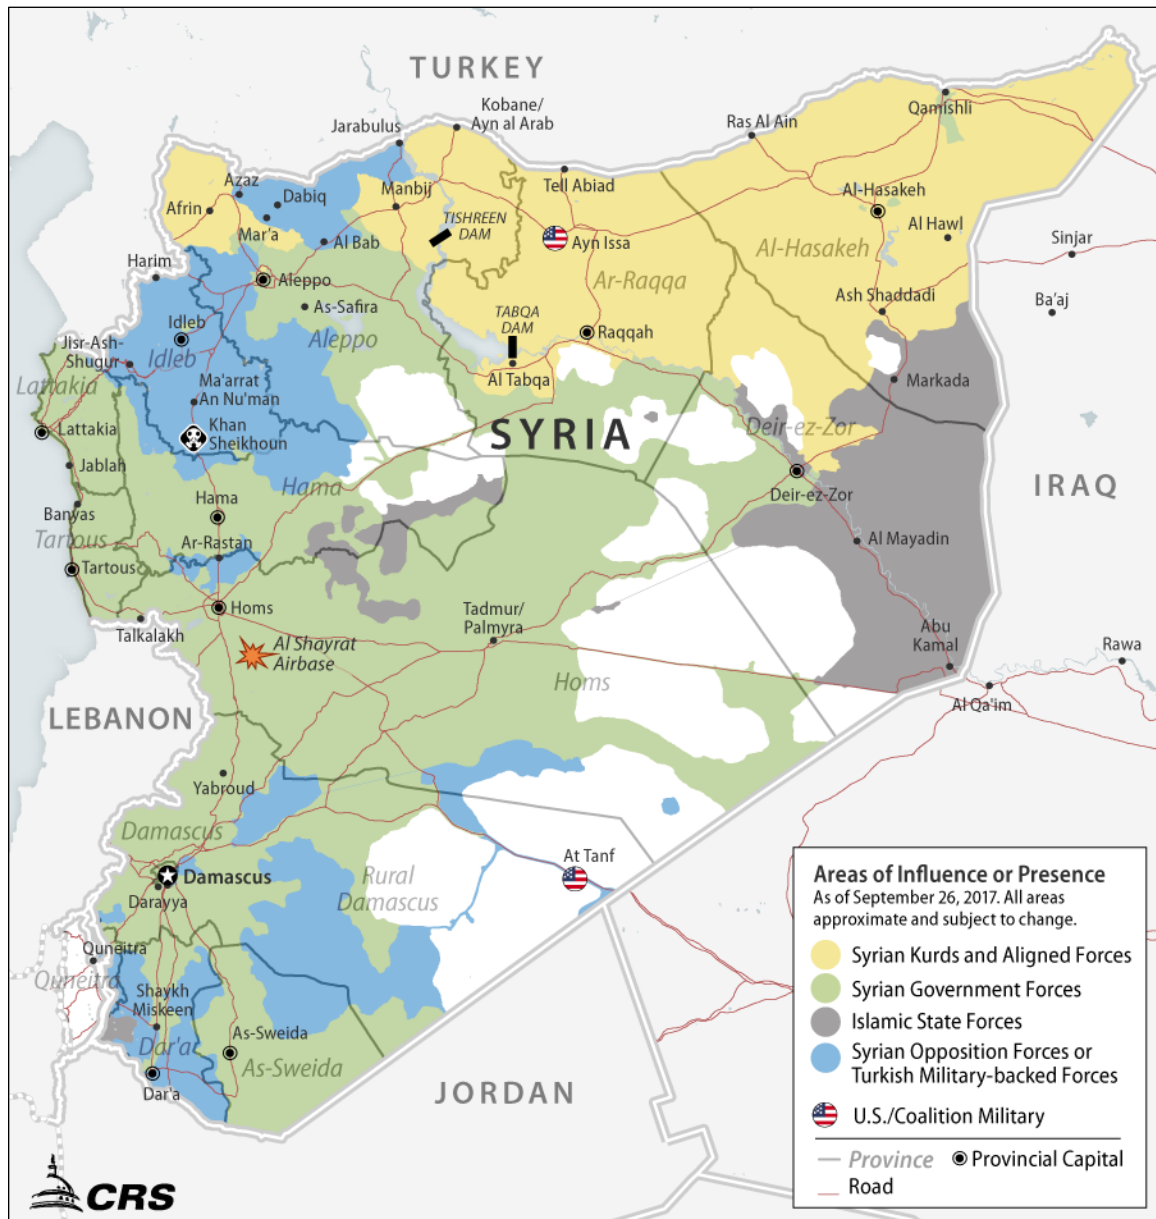 TURKEY
Kobane/
Ayn al Arab
Jarabulus
Ras Al Ain
Qamishli
Azaz
Dabiq
Manbij
Tell Abiad
Al-Hasakeh
Afrin
Mar'a
Al Bab
TISHREEN
DAM
Ayn Issa
Al-Hasakeh
Al Hawl
Sinjar
Harim
Aleppo
Ar-Raqqa
Ash Shaddadi
Ba'aj
As-Safira
Idleb
Aleppo
TABQA
DAM
Raqqah
Jisr-Ash-
Shugur
Idleb
Lattakia
Ma'arrat
An Nu'man
Al Tabqa
Markada
Lattakia
Khan
Sheikhoun
SYRIA
Deir-ez-Zor
Jablah
Hama
Deir-ez-Zor
IRAQ
Banyas
Hama
Tartous
Ar-Rastan
Al Mayadin
Tartous
Homs
Talkalakh
Tadmur/
Palmyra
Abu
Kamal
Rawa
Al Shayrat
Airbase
Homs
Al Qa'im
LEBANON
Yabroud
Damascus
At Tanf
Damascus
Rural
Damascus
Darayya
Quneitra
Quneitra
Shaykh
Miskeen
As-Sweida
Dar'a
As-Sweida
Dar'a
JORDAN
Areas of Influence or Presence
As of September 26, 2017. All areas
approximate and subject to change.
Syrian Kurds and Aligned Forces
Syrian Government Forces
Islamic State Forces
Syrian Opposition Forces or
Turkish Military-backed Forces
U.S./Coalition Military
Province
Provincial Capital
Road
CRS